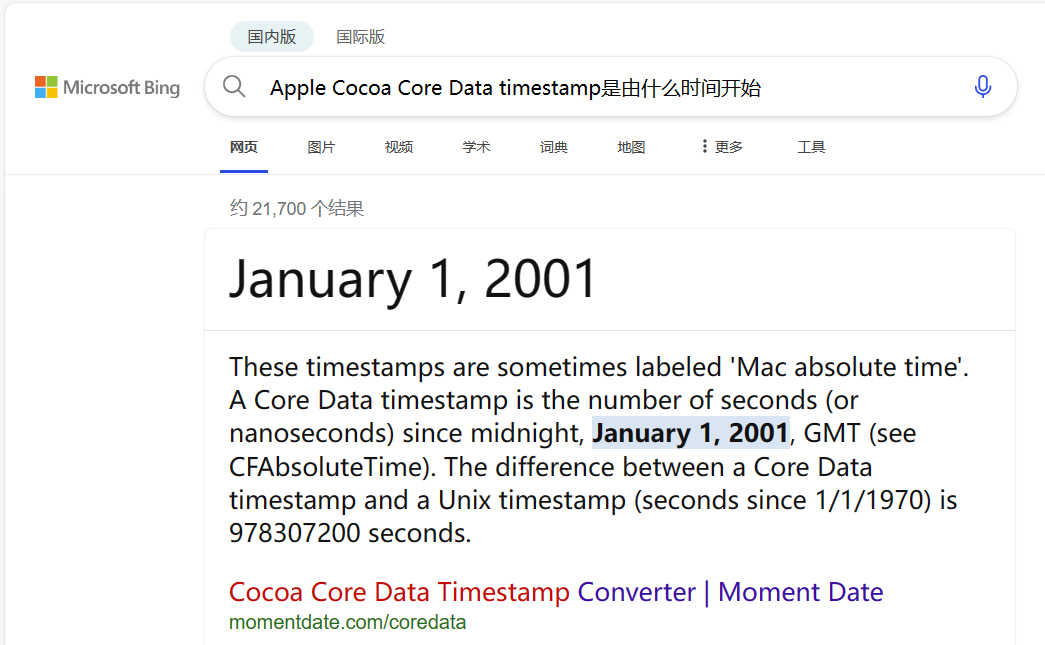 国内版 国际版
Microsoft Bing
Apple Cocoa Core Data timestamp是由什么时间开始
网页 图片 视频 学术 词典 地图 更多 工具
约 21,700 个结果
January 1, 2001
These timestamps are sometimes labeled 'Mac absolute time'.
A Core Data timestamp is the number of seconds (or
nanoseconds) since midnight, January 1, 2001, GMT (see
CFAbsoluteTime). The difference between a Core Data
timestamp and a Unix timestamp (seconds since 1/1/1970) is
978307200 seconds.
Cocoa Core Data Timestamp Converter | Moment Date
momentdate.com/coredata